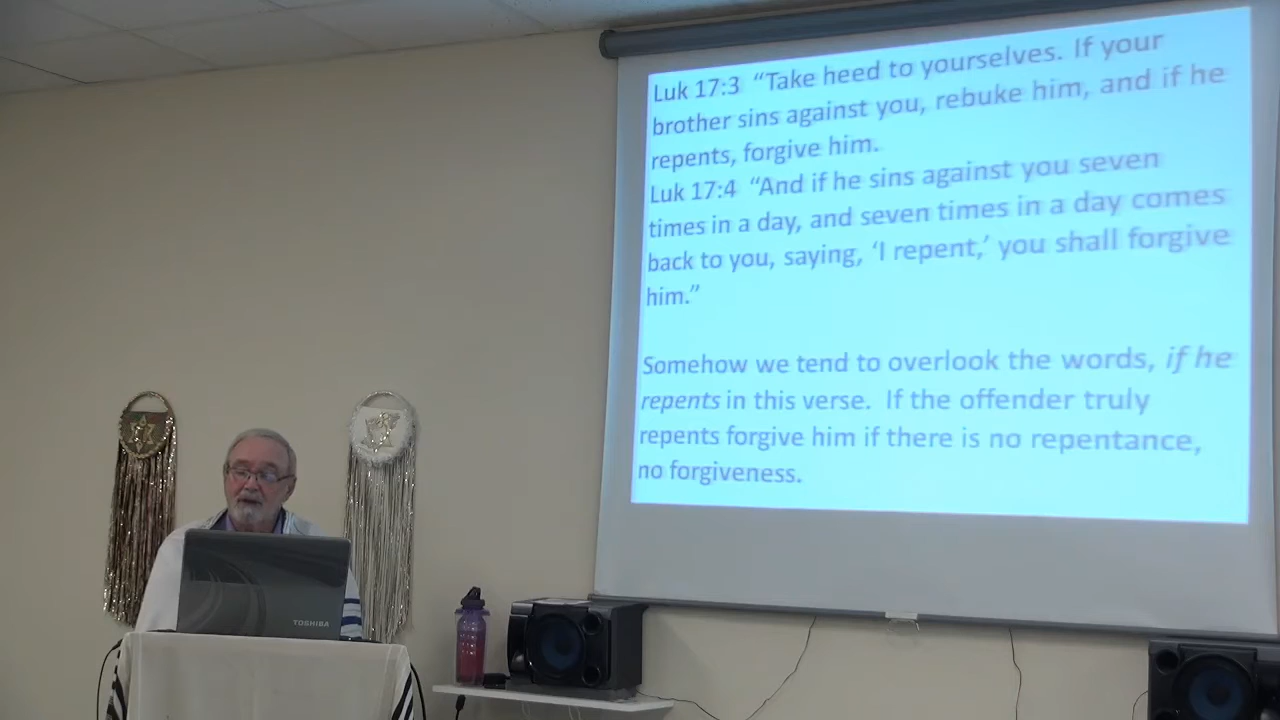 Luk 17:3 “Take heed to yourselves. If your
brother sins against you, rebuke him, and if he
repents, forgive him.
Luk 17:4 “And if he sins against you seven
times in a day, and seven times in a day comes
back to you, saying, ‘I repent,’ you shall forgive
him.”
Somehow we tend to overlook the words, if he
repents in this verse. If the offender truly
repents forgive him if there is no repentance,
no forgiveness.
TOSHIBA